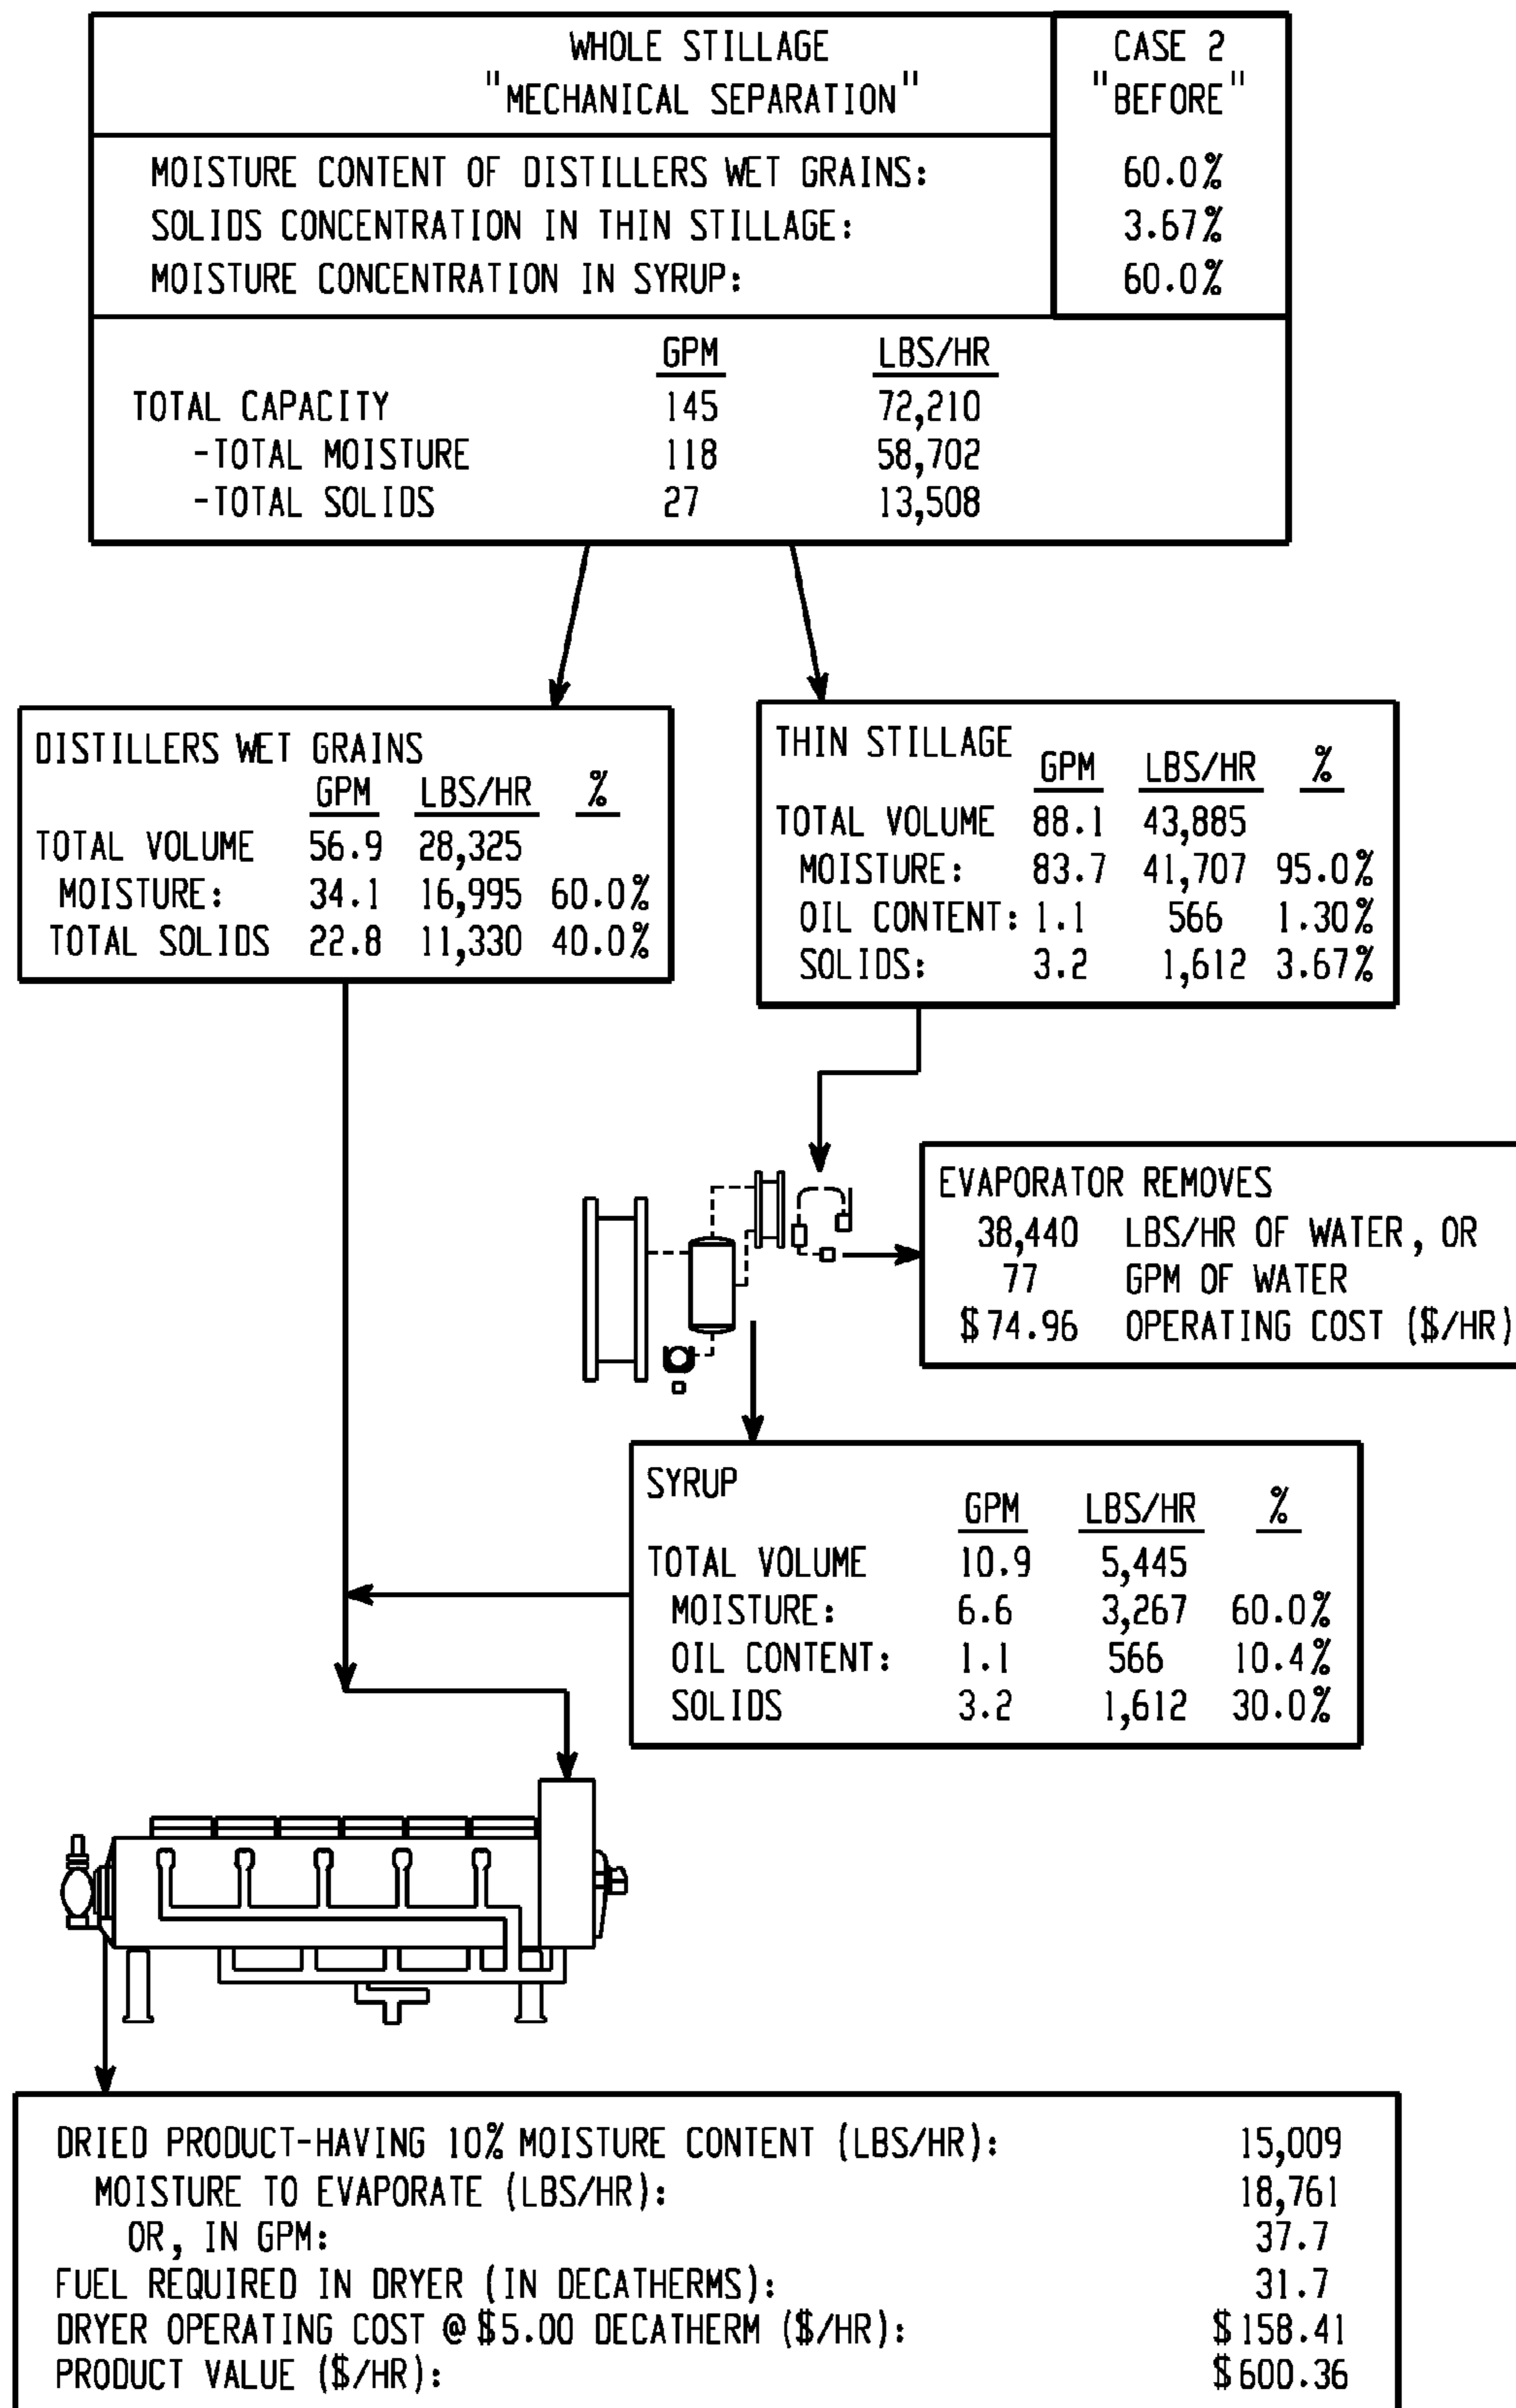 WHOLE STILLAGE CASE 2
"MECHANICAL SEPARATION" "BEFORE"
MOISTURE CONTENT OF DISTILLERS WET GRAINS: 60.0%
SOLIDS CONCENTRATION IN THIN STILLAGE: 3.67%
MOISTURE CONCENTRATION IN SYRUP: 60.0%
GPM LBS/HR
TOTAL CAPACITY 145 72,210
-TOTAL MOISTURE 118 58,702
-TOTAL SOLIDS 27 13,508
DISTILLERS WET GRAINS
GPM LBS/HR %
TOTAL VOLUME 56.9 28,325
MOISTURE: 34.1 16,995 60.0%
TOTAL SOLIDS 22.8 11,330 40.0%
THIN STILLAGE
GPM LBS/HR %
TOTAL VOLUME 88.1 43,885
MOISTURE: 83.7 41,707 95.0%
OIL CONTENT: 1.1 566 1.30%
SOLIDS: 3.2 1,612 3.67%
EVAPORATOR REMOVES
38,440 LBS/HR OF WATER, OR
77 GPM OF WATER
$74.96 OPERATING COST ($/HR)
SYRUP
GPM LBS/HR %
TOTAL VOLUME 10.9 5,445
MOISTURE: 6.6 3,267 60.0%
OIL CONTENT: 1.1 566 10.4%
SOLIDS 3.2 1,612 30.0%
DRIED PRODUCT-HAVING 10% MOISTURE CONTENT (LBS/HR): 15,009
MOISTURE TO EVAPORATE (LBS/HR): 18,761
OR, IN GPM: 37.7
FUEL REQUIRED IN DRYER (IN DECATHERMS): 31.7
DRYER OPERATING COST @ $5.00 DECATHERM ($/HR): $158.41
PRODUCT VALUE ($/HR): $600.36